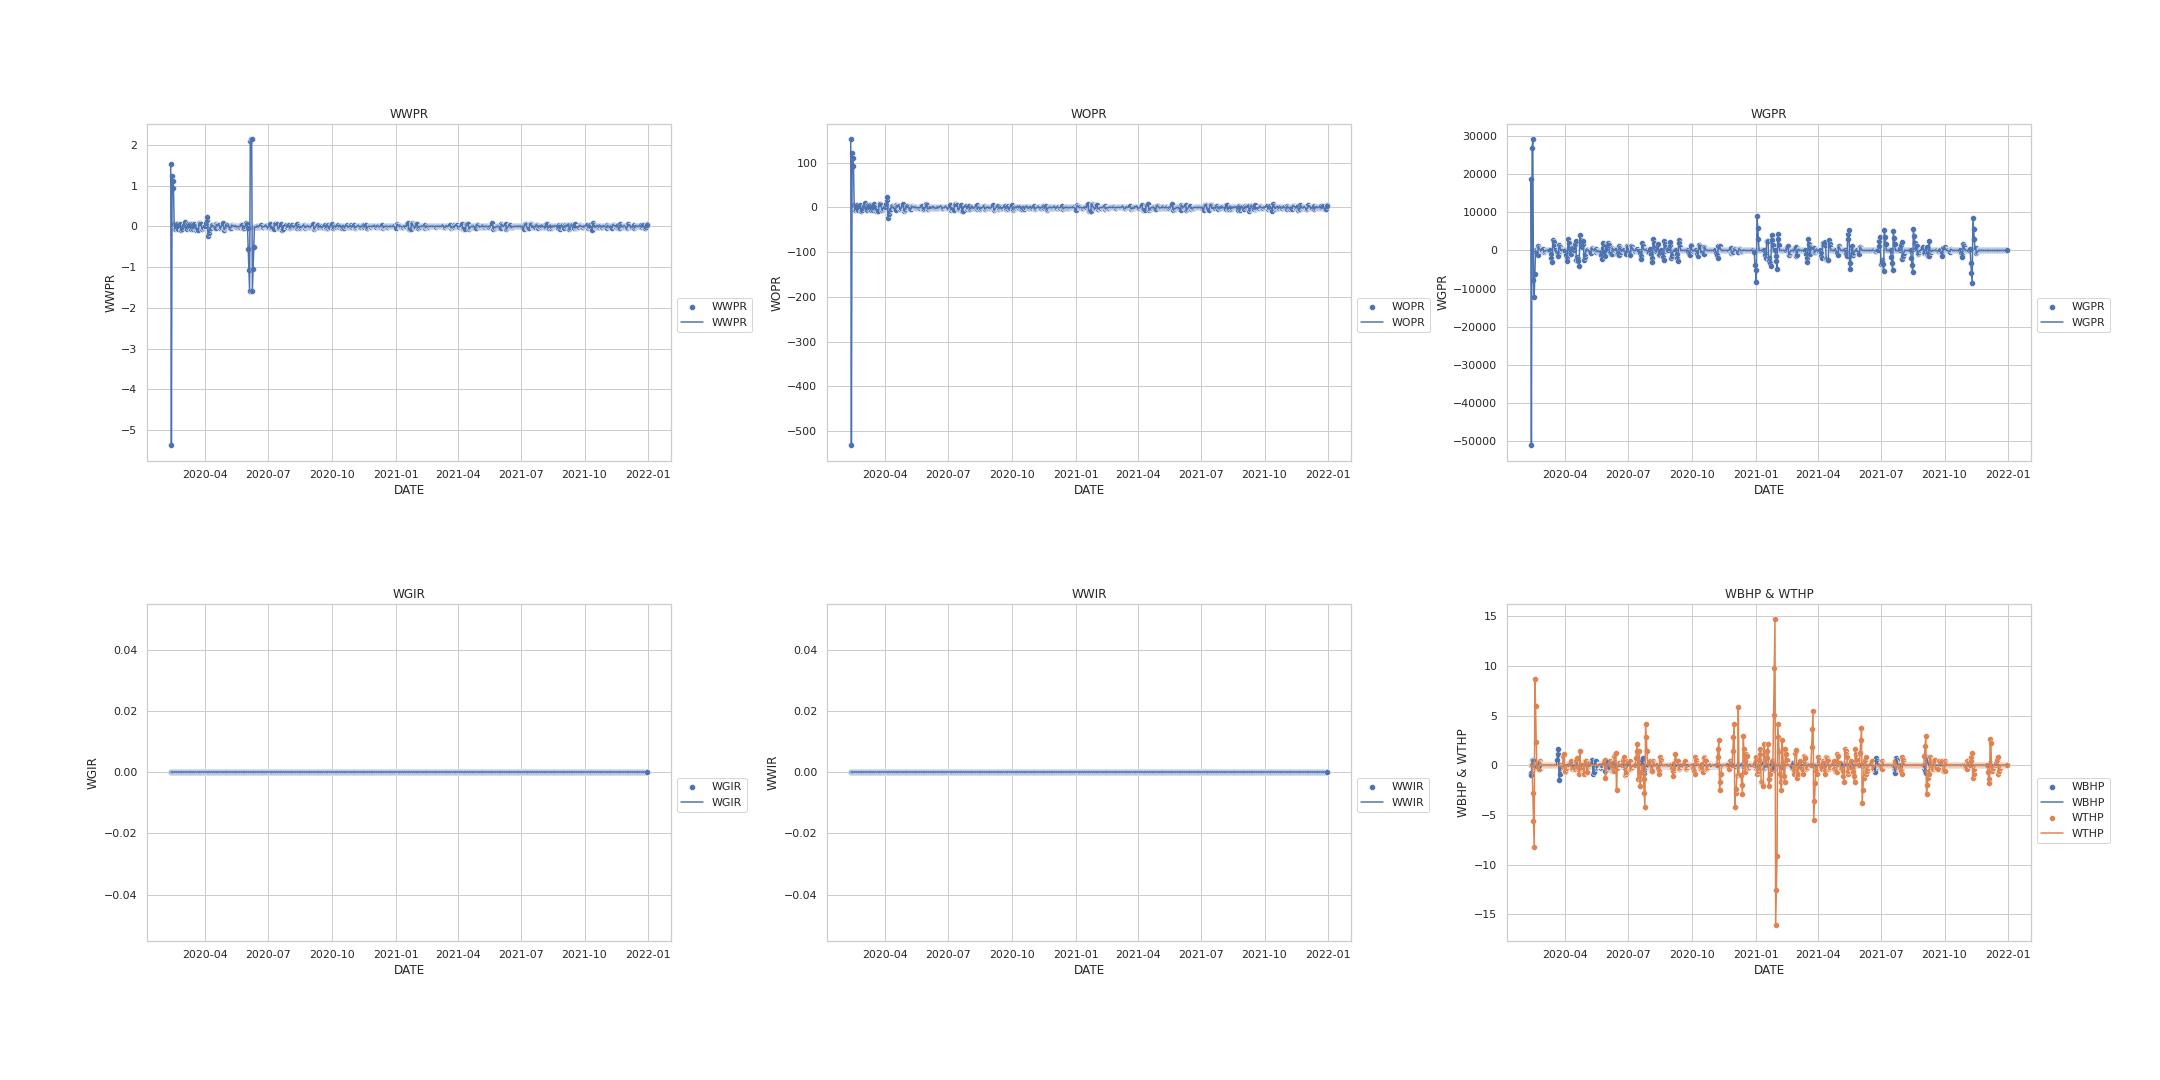 WWPR
WWPR
2
1
0
−1
−2
−3
−4
−5
2020-04 2020-07 2020-10 2021-01 2021-04 2021-07 2021-10 2022-01
DATE
WWPR
WWPR
WOPR
WOPR
100
0
−100
−200
−300
−400
−500
2020-04 2020-07 2020-10 2021-01 2021-04 2021-07 2021-10 2022-01
DATE
WOPR
WOPR
WGPR
WGPR
30000
20000
10000
0
−10000
−20000
−30000
−40000
−50000
2020-04 2020-07 2020-10 2021-01 2021-04 2021-07 2021-10 2022-01
DATE
WGPR
WGPR
WGIR
WGIR
0.04
0.02
0.00
−0.02
−0.04
2020-04 2020-07 2020-10 2021-01 2021-04 2021-07 2021-10 2022-01
DATE
WGIR
WGIR
WWIR
WWIR
0.04
0.02
0.00
−0.02
−0.04
2020-04 2020-07 2020-10 2021-01 2021-04 2021-07 2021-10 2022-01
DATE
WWIR
WWIR
WBHP & WTHP
WBHP & WTHP
15
10
5
0
−5
−10
−15
2020-04 2020-07 2020-10 2021-01 2021-04 2021-07 2021-10 2022-01
DATE
WBHP
WBHP
WTHP
WTHP